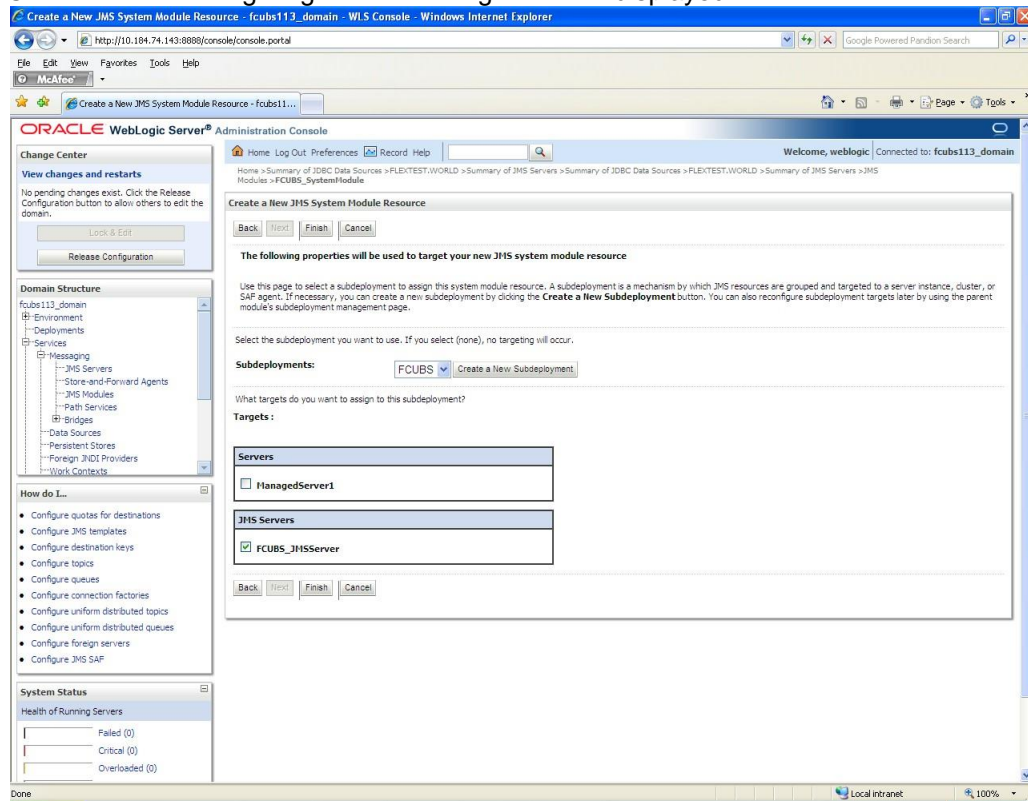 Create a New JMS System Module Resource - fcubs113_domain - WLS Console - Windows Internet Explorer
http://10.184.74.143:8888/console/console.portal
Google Powered Pandion Search
File Edit View Favorites Tools Help
McAfee
Create a New JMS System Module Resource - fcubs11...
Page Tools
ORACLE WebLogic Server® Administration Console
Change Center
View changes and restarts
No pending changes exist. Click the Release
Configuration button to allow others to edit the
domain.
Lock & Edit
Release Configuration
Domain Structure
fcubs113_domain
Environment
Deployments
Services
Messaging
JMS Servers
Store-and-Forward Agents
JMS Modules
Path Services
Bridges
Data Sources
Persistent Stores
Foreign JNDI Providers
Work Contexts
How do I...
Configure quotas for destinations
Configure JMS templates
Configure destination keys
Configure topics
Configure queues
Configure connection factories
Configure uniform distributed topics
Configure uniform distributed queues
Configure foreign servers
Configure JMS SAF
System Status
Health of Running Servers
Failed (0)
Critical (0)
Overloaded (0)
Home Log Out Preferences Record Help
Welcome, weblogic Connected to: fcubs113_domain
Home >Summary of JDBC Data Sources >FLEXTEST.WORLD >Summary of JMS Servers >Summary of JDBC Data Sources >FLEXTEST.WORLD >Summary of JMS Servers >JMS
Modules >FCUBS_SystemModule
Create a New JMS System Module Resource
Back Next Finish Cancel
The following properties will be used to target your new JMS system module resource
Use this page to select a subdeployment to assign this system module resource. A subdeployment is a mechanism by which JMS resources are grouped and targeted to a server instance, cluster, or
SAF agent. If necessary, you can create a new subdeployment by clicking the Create a New Subdeployment button. You can also reconfigure subdeployment targets later by using the parent
module's subdeployment management page.
Select the subdeployment you want to use. If you select (none), no targeting will occur.
Subdeployments: FCUBS Create a New Subdeployment
What targets do you want to assign to this subdeployment?
Targets :
Servers
ManagedServer1
JMS Servers
FCUBS_JMSServer
Back Next Finish Cancel
Done
Local intranet
100%